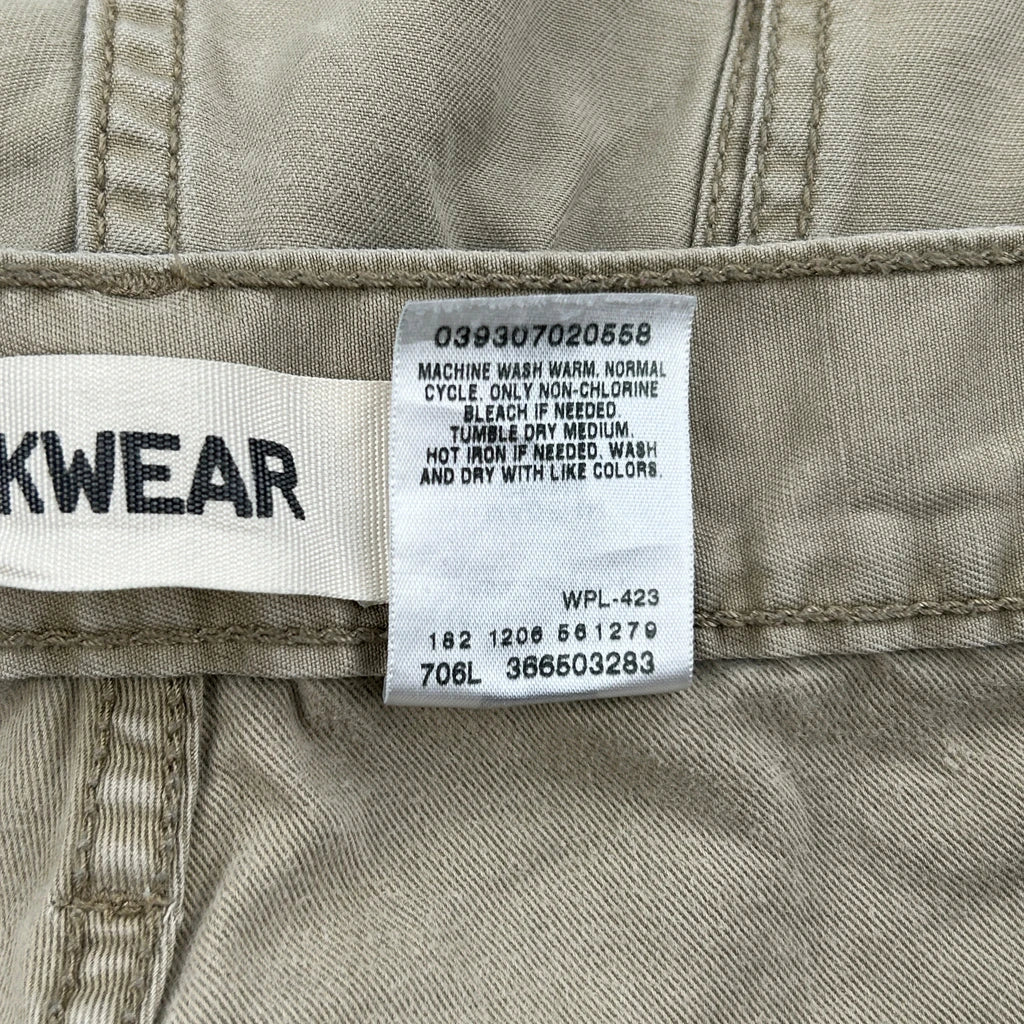 039307020558
MACHINE WASH WARM. NORMAL
CYCLE. ONLY NON-CHLORINE
BLEACH IF NEEDED.
TUMBLE DRY MEDIUM.
HOT IRON IF NEEDED. WASH
AND DRY WITH LIKE COLORS.
KWEAR
WPL-423
182 1206 561279
706L 366503283